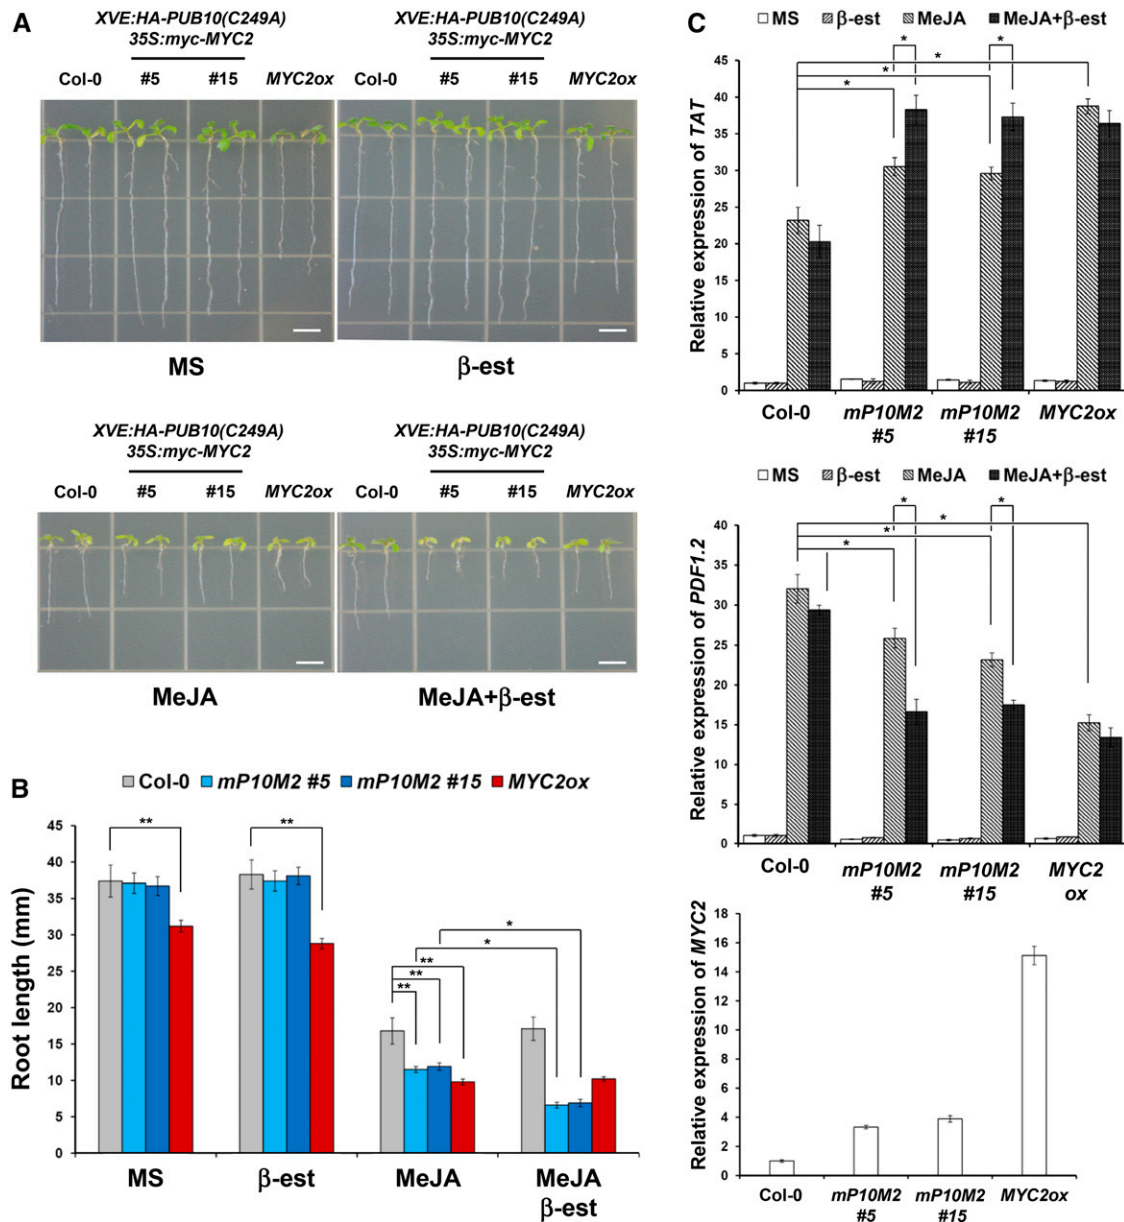 A
XVE:HA-PUB10(C249A)
35S:myc-MYC2
Col-0 #5 #15 MYC2ox
XVE:HA-PUB10(C249A)
35S:myc-MYC2
Col-0 #5 #15 MYC2ox
MS
β-est
XVE:HA-PUB10(C249A)
35S:myc-MYC2
Col-0 #5 #15 MYC2ox
XVE:HA-PUB10(C249A)
35S:myc-MYC2
Col-0 #5 #15 MYC2ox
MeJA
MeJA+β-est
B
Col-0 mP10M2 #5 mP10M2 #15 MYC2ox
Root length (mm)
45
40
35
30
25
20
15
10
5
0
**
**
**
**
**
*
*
MS
β-est
MeJA
MeJA
β-est
C
MS β-est MeJA MeJA+β-est
Relative expression of TAT
45
40
35
30
25
20
15
10
5
0
*
*
*
*
*
Col-0
mP10M2
#5
mP10M2
#15
MYC2ox
MS β-est MeJA MeJA+β-est
Relative expression of PDF1.2
40
35
30
25
20
15
10
5
0
*
*
*
*
*
Col-0
mP10M2
#5
mP10M2
#15
MYC2
ox
Relative expression of MYC2
16
14
12
10
8
6
4
2
0
Col-0
mP10M2
#5
mP10M2
#15
MYC2ox